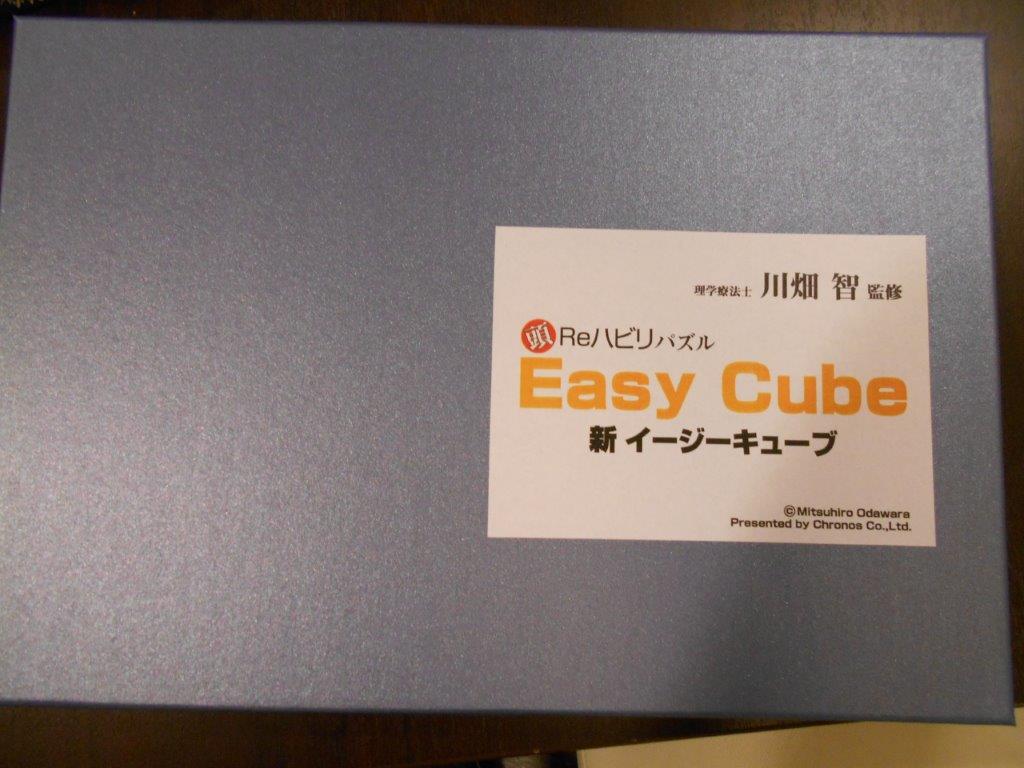 理学療法士 川畑 智 監修
頭 Reハビリパズル
Easy Cube
新 イージーキューブ
©Mitsuhiro Odawara
Presented by Chronos Co.,Ltd.